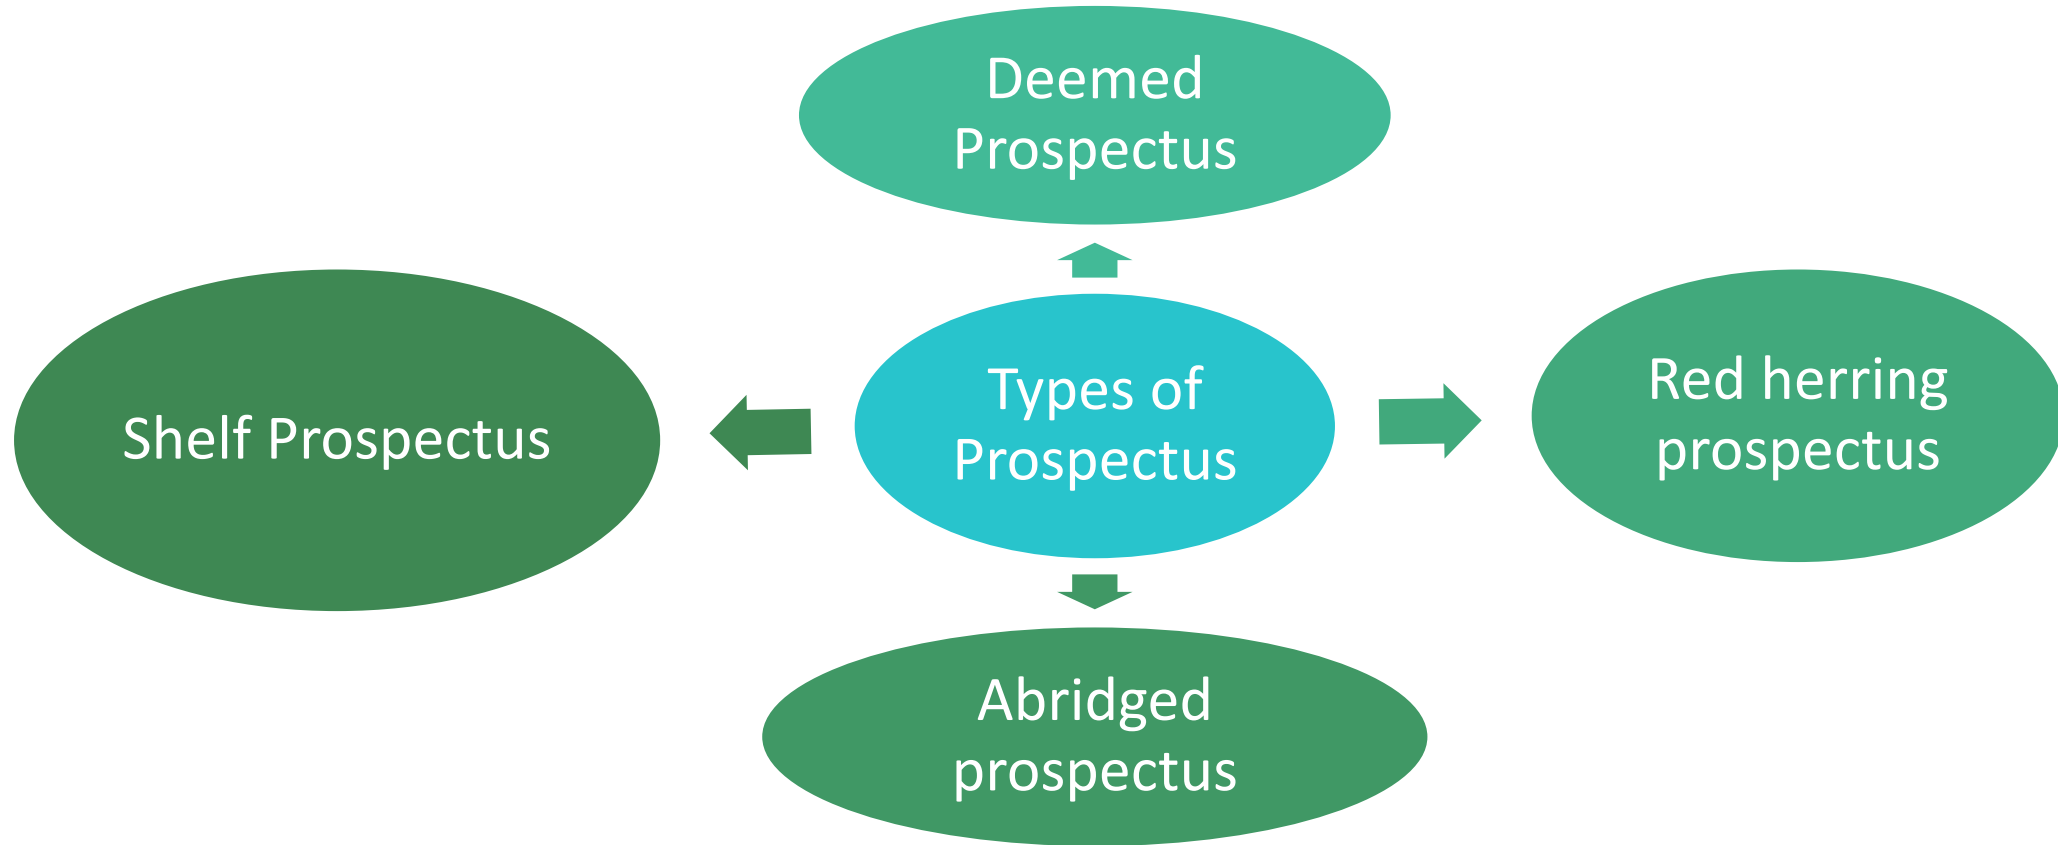 Deemed
Prospectus
Shelf Prospectus
Types of
Prospectus
Red herring
prospectus
Abridged
prospectus